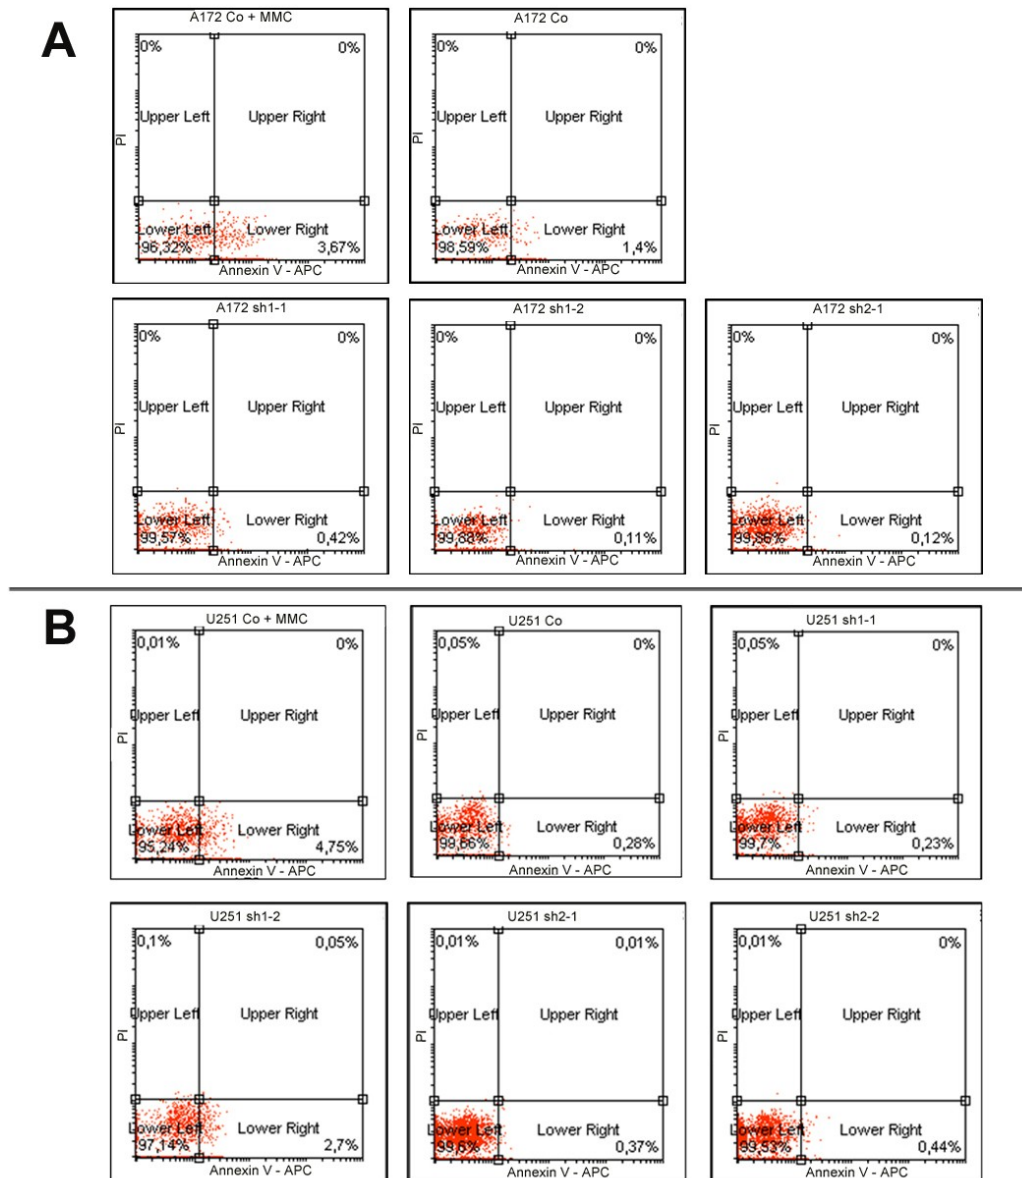 A
A172 Co + MMC
0%
0%
Upper Left
Upper Right
Lower Left
Lower Right
96,32%
3,67%
PI
Annexin V - APC
A172 Co
0%
0%
Upper Left
Upper Right
Lower Left
Lower Right
98,59%
1,4%
PI
Annexin V - APC
A172 sh1-1
0%
0%
Upper Left
Upper Right
Lower Left
Lower Right
99,57%
0,42%
PI
Annexin V - APC
A172 sh1-2
0%
0%
Upper Left
Upper Right
Lower Left
Lower Right
99,88%
0,11%
PI
Annexin V - APC
A172 sh2-1
0%
0%
Upper Left
Upper Right
Lower Left
Lower Right
0,12%
PI
Annexin V - APC
B
U251 Co + MMC
0,01%
0%
Upper Left
Upper Right
Lower Left
Lower Right
95,24%
4,75%
PI
Annexin V - APC
U251 Co
0,05%
0%
Upper Left
Upper Right
Lower Left
Lower Right
99,66%
0,28%
PI
Annexin V - APC
U251 sh1-1
0,05%
0%
Upper Left
Upper Right
Lower Left
Lower Right
99,7%
0,23%
PI
Annexin V - APC
U251 sh1-2
0,1%
0,05%
Upper Left
Upper Right
Lower Left
Lower Right
97,14%
2,7%
PI
Annexin V - APC
U251 sh2-1
0,01%
0,01%
Upper Left
Upper Right
Lower Left
Lower Right
99,6%
0,37%
PI
Annexin V - APC
U251 sh2-2
0,01%
0%
Upper Left
Upper Right
Lower Left
Lower Right
99,53%
0,44%
PI
Annexin V - APC